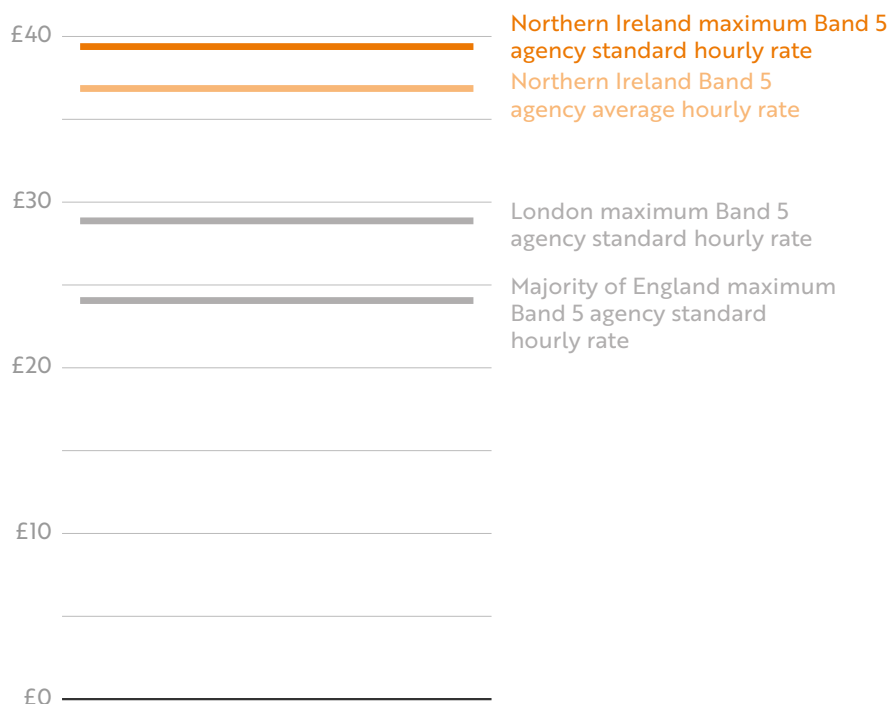 Northern Ireland maximum Band 5
£40
agency standard hourly rate
Northern Ireland Band 5
agency average hourly rate
£30
London maximum Band 5
agency standard hourly rate
Majority of England maximum
Band 5 agency standard
hourly rate
£20
£10
£0